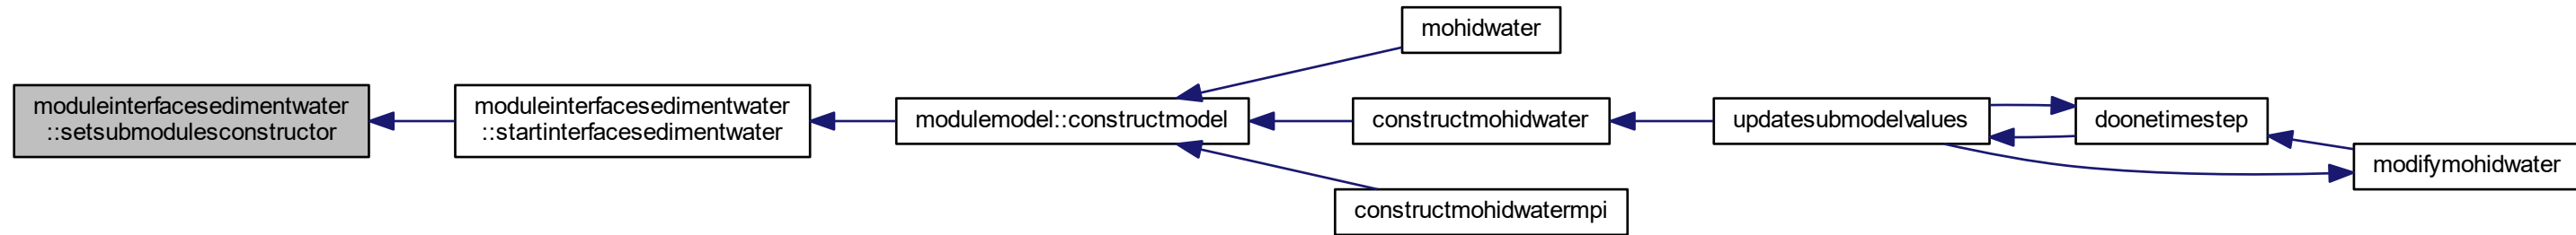 moduleinterfacesedimentwater
::setsubmodulesconstructor
moduleinterfacesedimentwater
::startinterfacesedimentwater
modulemodel::constructmodel
mohidwater
constructmohidwater
constructmohidwatermpi
updatesubmodelvalues
doonetimestep
modifymohidwater